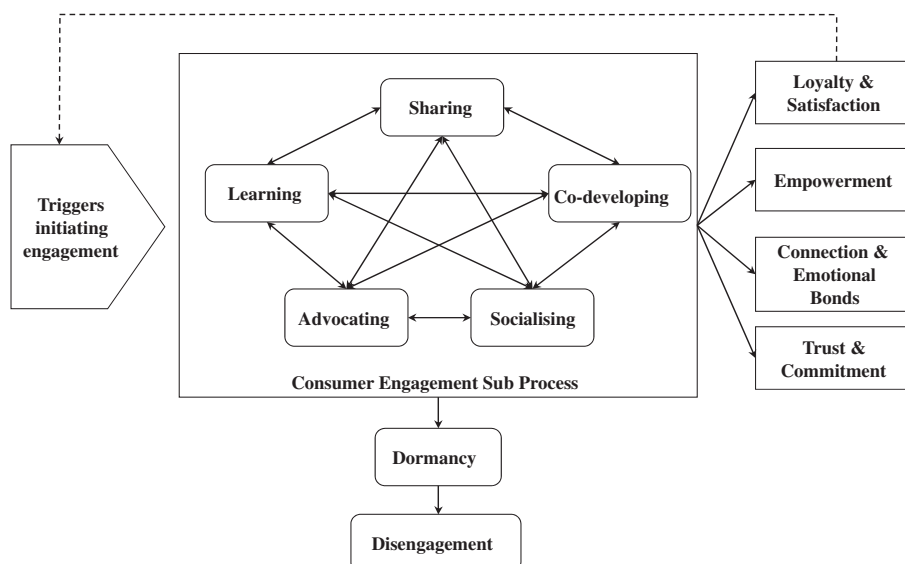 Sharing
Learning
Co-developing
Advocating
Socialising
Consumer Engagement Sub Process
Triggers
initiating
engagement
Loyalty &
Satisfaction
Empowerment
Connection &
Emotional
Bonds
Trust &
Commitment
Dormancy
Disengagement